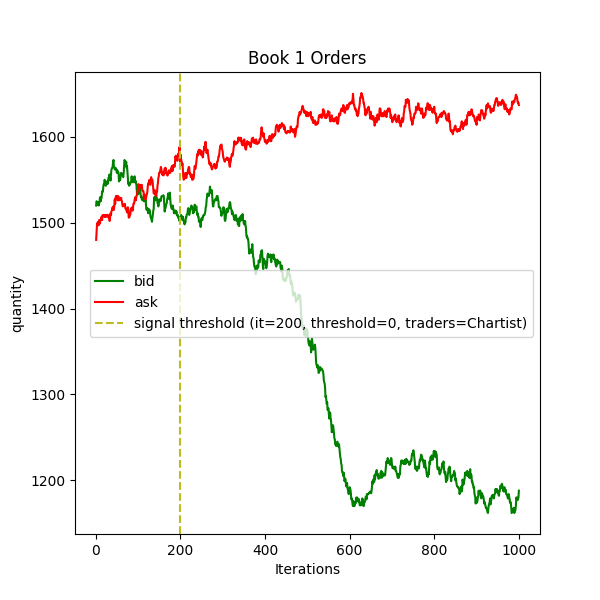 Book 1 Orders
quantity
1600
1500
1400
1300
1200
bid
ask
signal threshold (it=200, threshold=0, traders=Chartist)
0 200 400 600 800 1000
Iterations